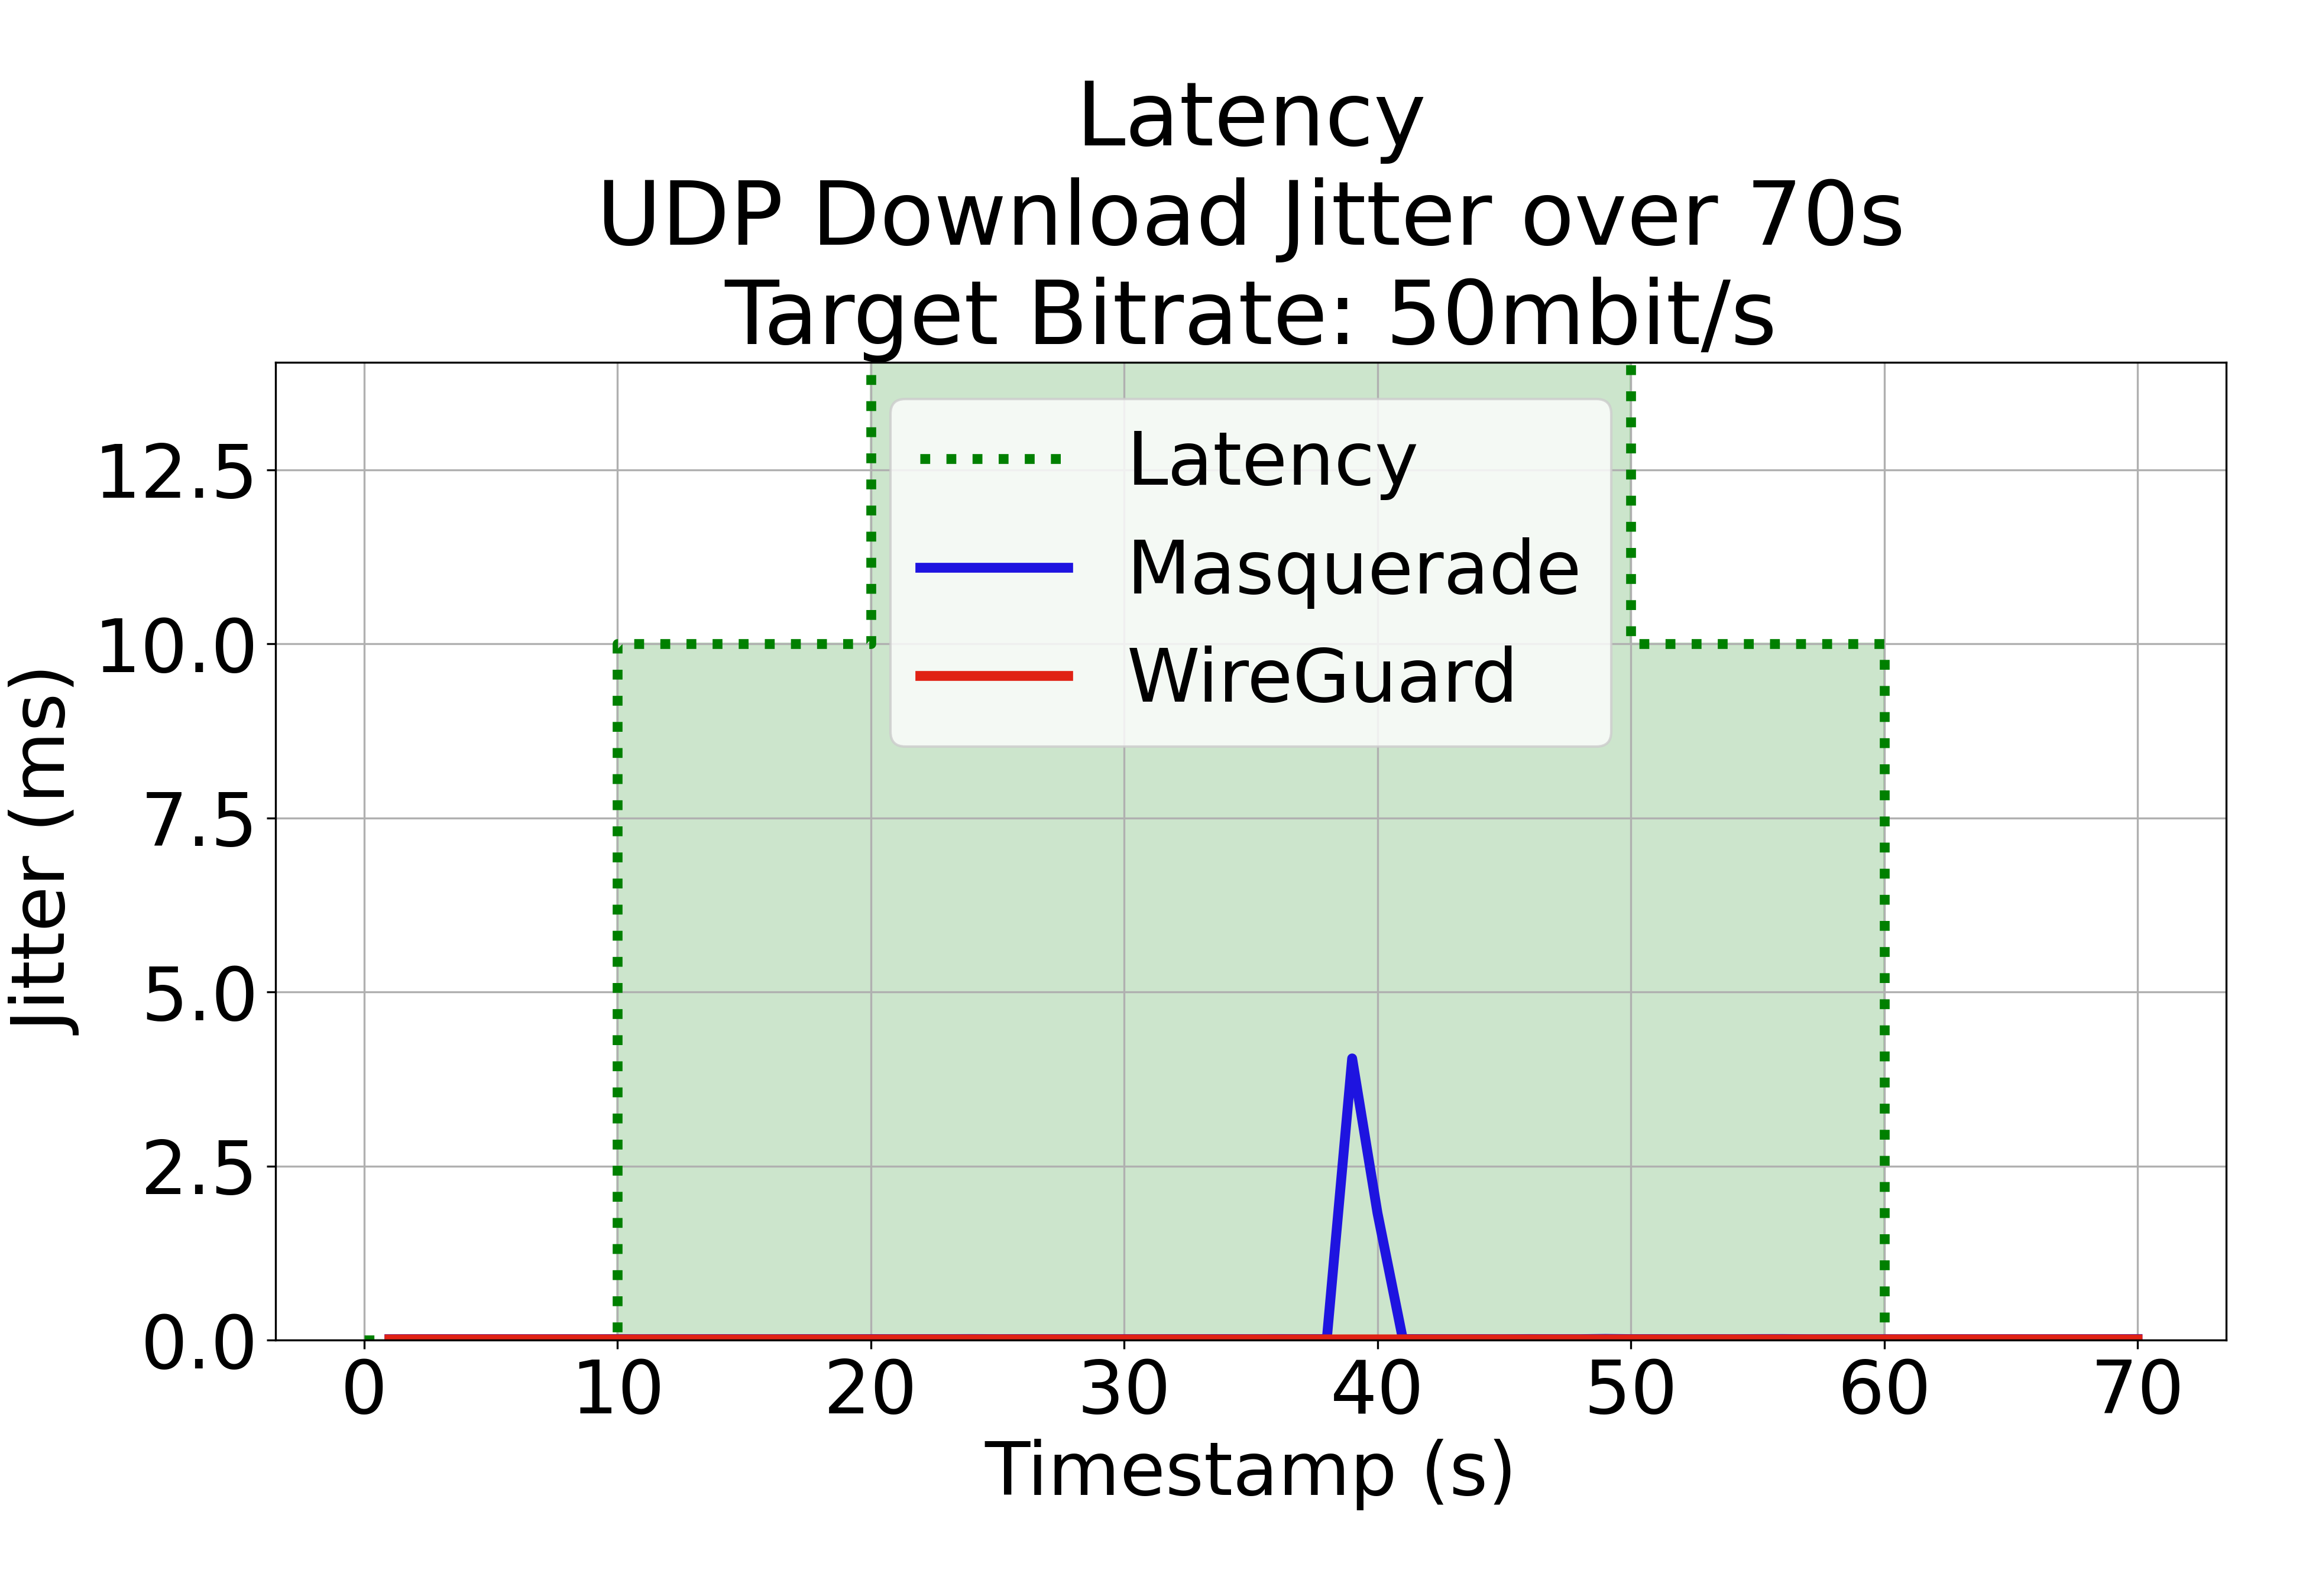 Latency
UDP Download Jitter over 70s
Target Bitrate: 50mbit/s
Latency
Masquerade
WireGuard
Jitter (ms)
12.5
10.0
7.5
5.0
2.5
0.0
0 10 20 30 40 50 60 70
Timestamp (s)